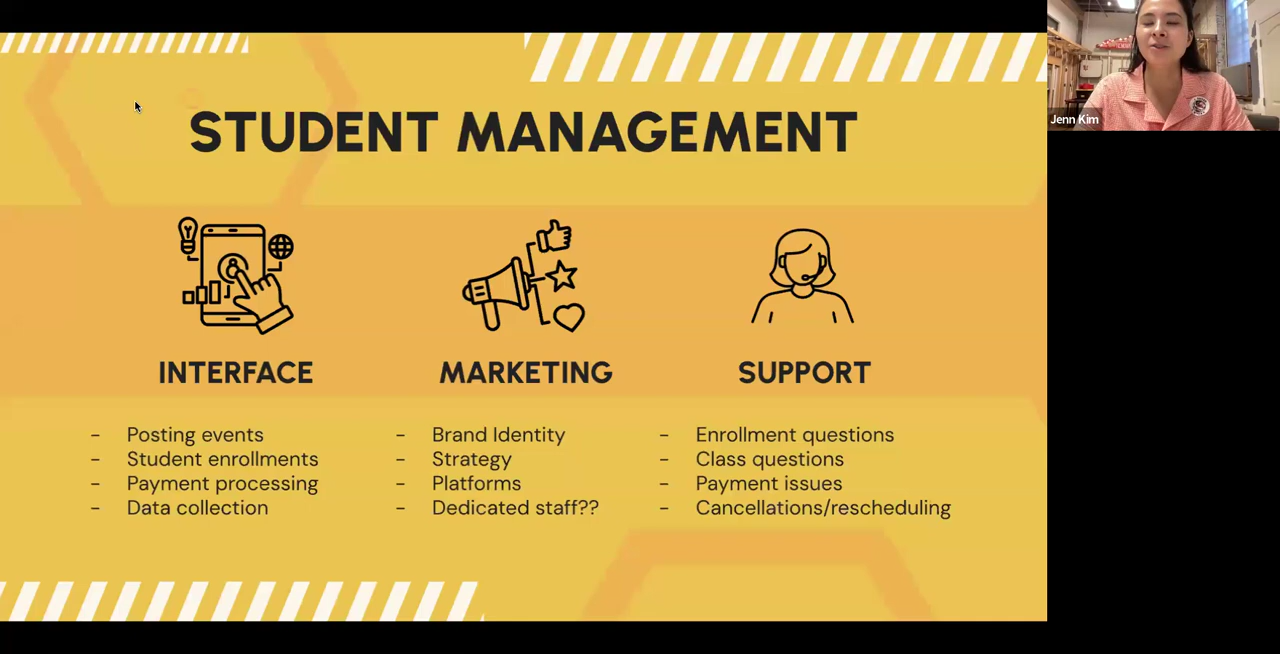 STUDENT MANAGEMENT
Jenn Kim
INTERFACE
- Posting events
- Student enrollments
- Payment processing
- Data collection
MARKETING
- Brand Identity
- Strategy
- Platforms
- Dedicated staff??
SUPPORT
- Enrollment questions
- Class questions
- Payment issues
- Cancellations/rescheduling